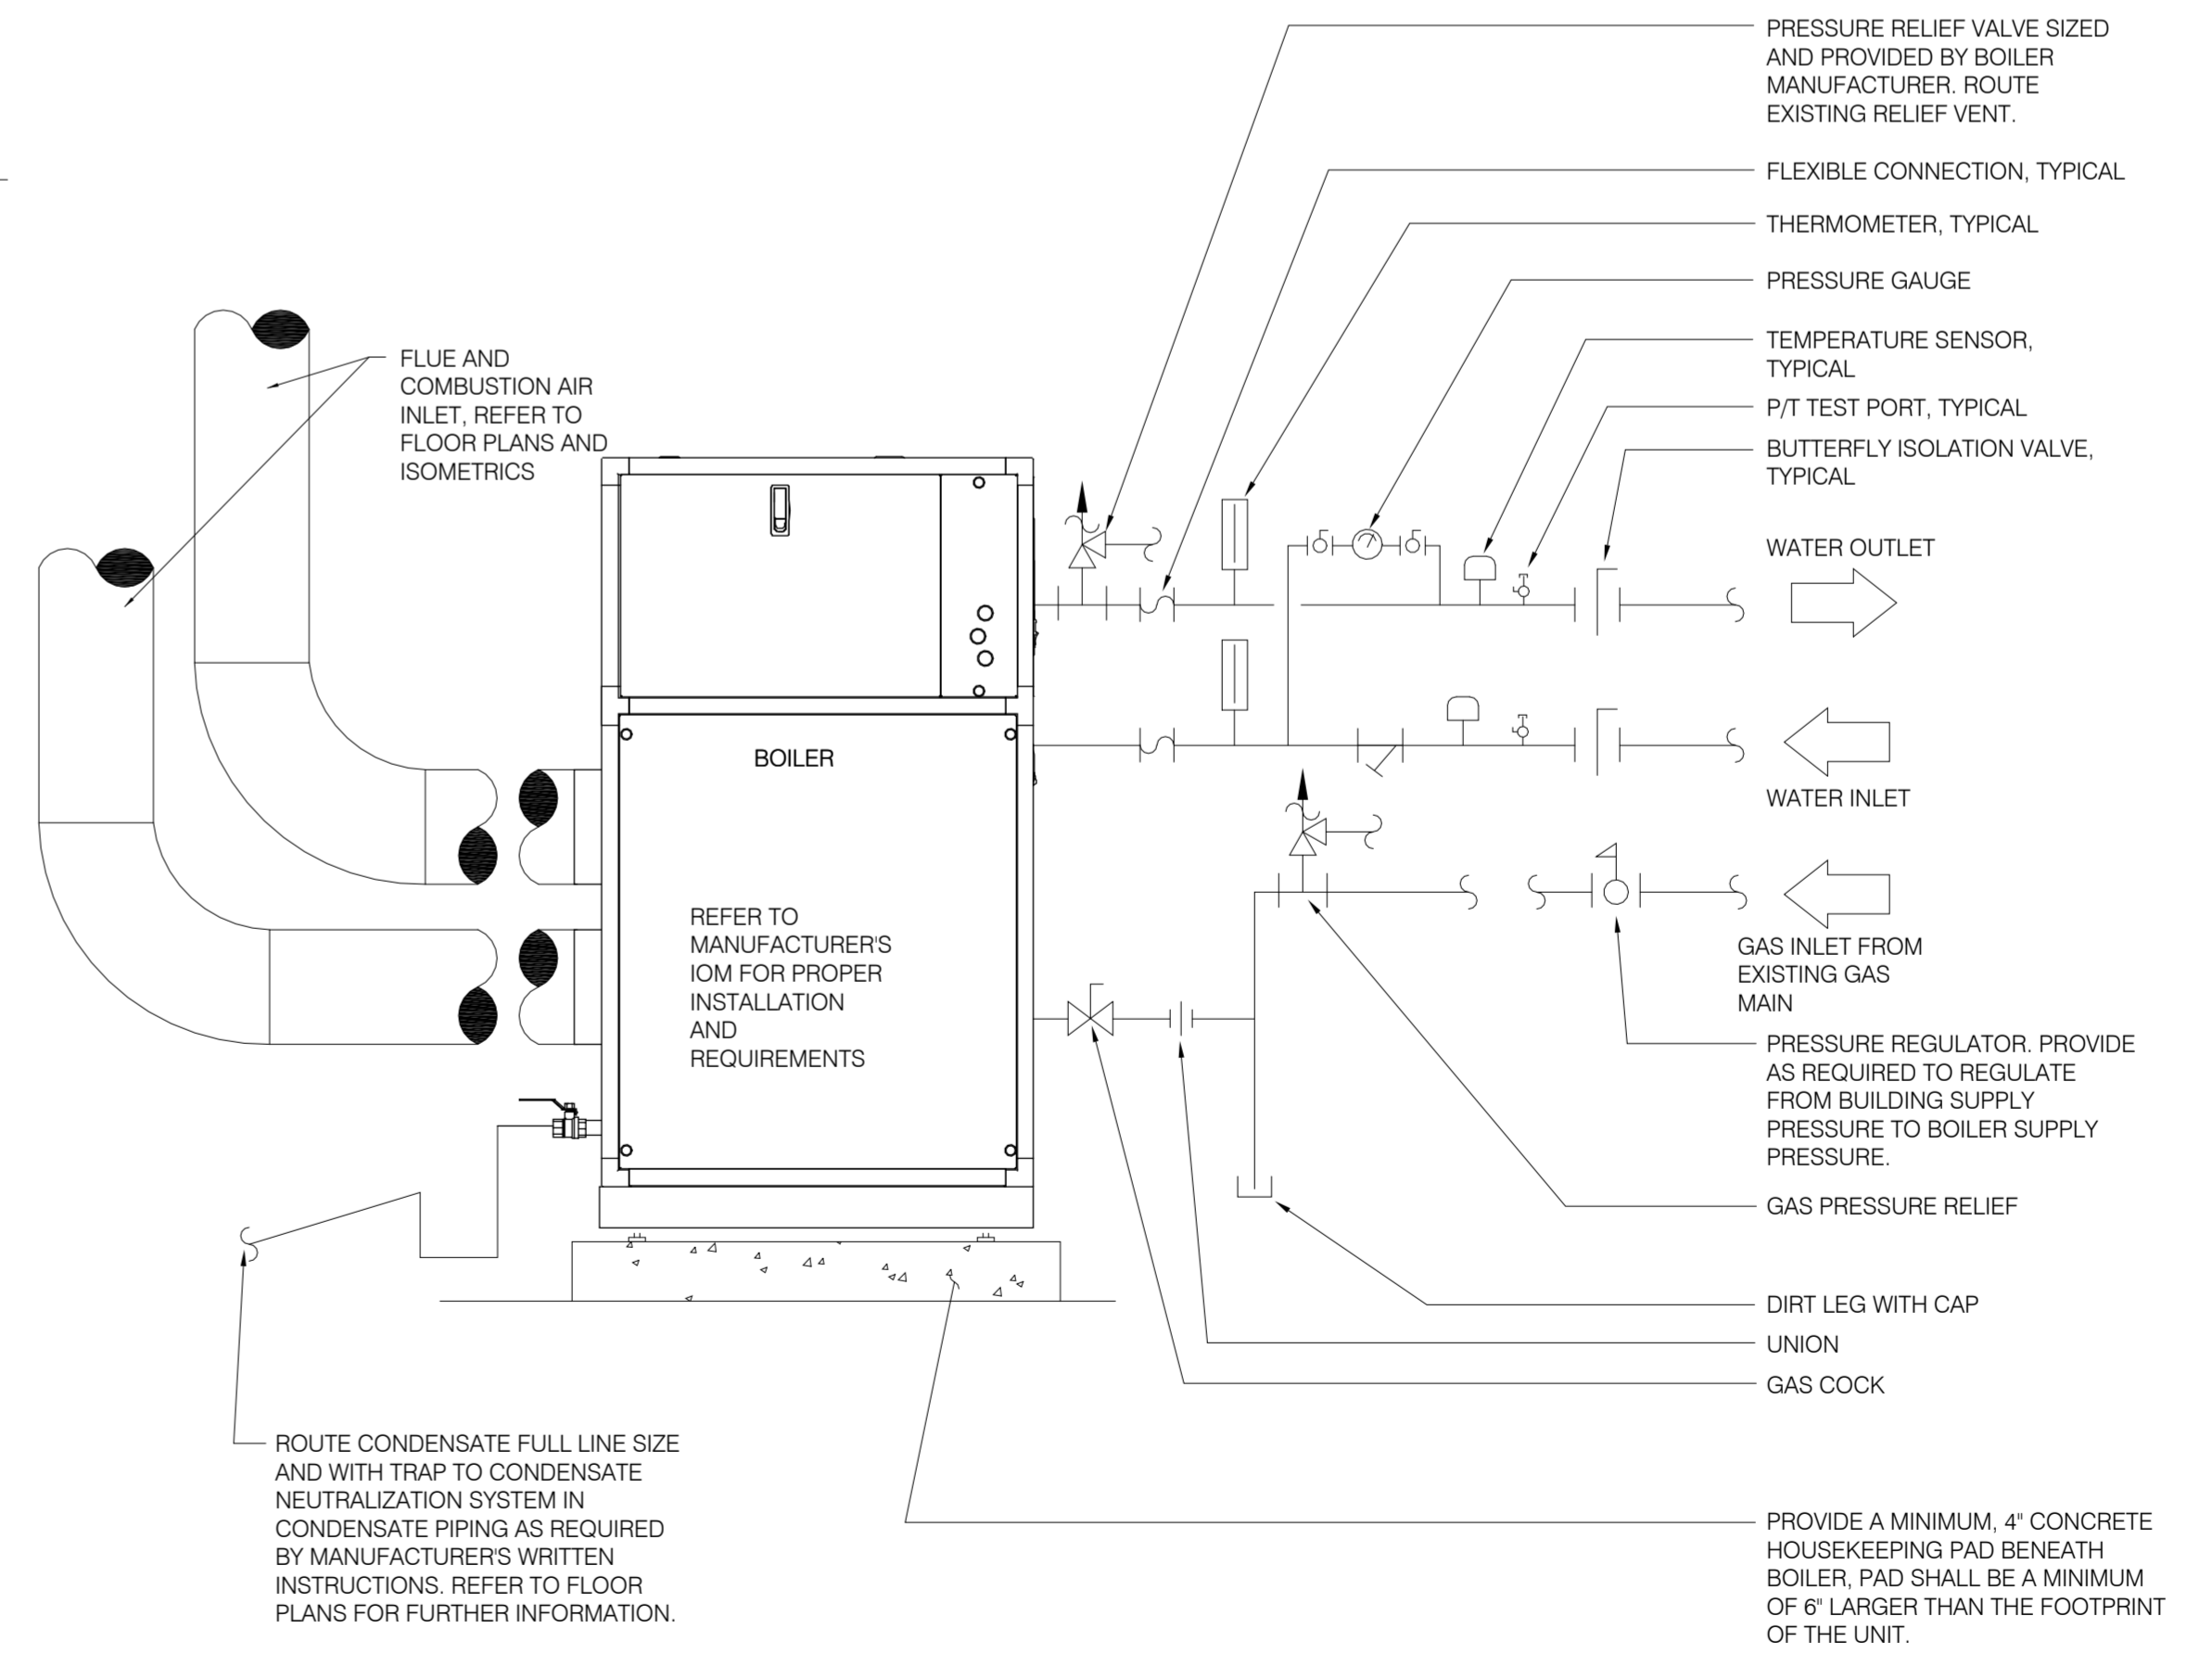 PRESSURE RELIEF VALVE SIZED
AND PROVIDED BY BOILER
MANUFACTURER. ROUTE
EXISTING RELIEF VENT.
FLEXIBLE CONNECTION, TYPICAL
THERMOMETER, TYPICAL
PRESSURE GAUGE
TEMPERATURE SENSOR,
TYPICAL
P/T TEST PORT, TYPICAL
BUTTERFLY ISOLATION VALVE,
TYPICAL
WATER OUTLET
FLUE AND
COMBUSTION AIR
INLET, REFER TO
FLOOR PLANS AND
ISOMETRICS
BOILER
REFER TO
MANUFACTURER'S
IOM FOR PROPER
INSTALLATION
AND
REQUIREMENTS
WATER INLET
GAS INLET FROM
EXISTING GAS
MAIN
PRESSURE REGULATOR. PROVIDE
AS REQUIRED TO REGULATE
FROM BUILDING SUPPLY
PRESSURE TO BOILER SUPPLY
PRESSURE.
GAS PRESSURE RELIEF
DIRT LEG WITH CAP
UNION
GAS COCK
ROUTE CONDENSATE FULL LINE SIZE
AND WITH TRAP TO CONDENSATE
NEUTRALIZATION SYSTEM IN
CONDENSATE PIPING AS REQUIRED
BY MANUFACTURER'S WRITTEN
INSTRUCTIONS. REFER TO FLOOR
PLANS FOR FURTHER INFORMATION.
PROVIDE A MINIMUM, 4" CONCRETE
HOUSEKEEPING PAD BENEATH
BOILER, PAD SHALL BE A MINIMUM
OF 6" LARGER THAN THE FOOTPRINT
OF THE UNIT.